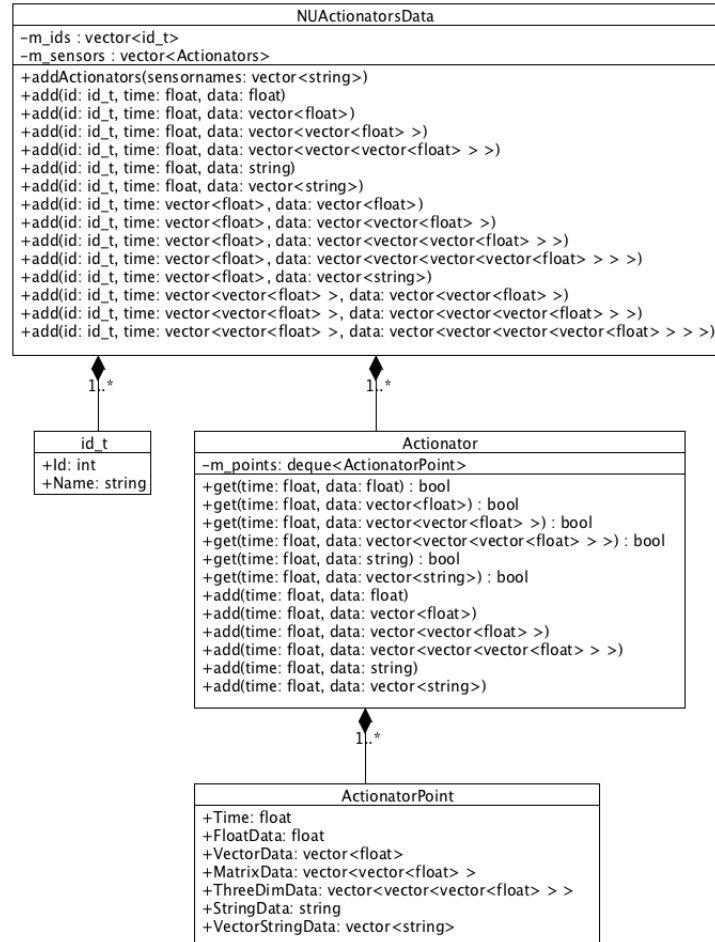 NUActionatorsData
-m_ids : vector<id_t>
-m_sensors : vector<Actionators>
+addActionators(sensornames: vector<string>)
+add(id: id_t, time: float, data: float)
+add(id: id_t, time: float, data: vector<float>)
+add(id: id_t, time: float, data: vector<vector<float> >)
+add(id: id_t, time: float, data: vector<vector<vector<float> > >)
+add(id: id_t, time: float, data: string)
+add(id: id_t, time: float, data: vector<string>)
+add(id: id_t, time: vector<float>, data: vector<float>)
+add(id: id_t, time: vector<float>, data: vector<vector<float> >)
+add(id: id_t, time: vector<float>, data: vector<vector<vector<float> > >)
+add(id: id_t, time: vector<float>, data: vector<vector<vector<vector<float> > > >)
+add(id: id_t, time: vector<float>, data: vector<string>)
+add(id: id_t, time: vector<vector<float> >, data: vector<vector<float> >)
+add(id: id_t, time: vector<vector<float> >, data: vector<vector<vector<float> > >)
+add(id: id_t, time: vector<vector<float> >, data: vector<vector<vector<vector<float> > > >)
1..*
1..*
id_t
+Id: int
+Name: string
Actionator
-m_points: deque<ActionatorPoint>
+get(time: float, data: float) : bool
+get(time: float, data: vector<float>) : bool
+get(time: float, data: vector<vector<float> >) : bool
+get(time: float, data: vector<vector<vector<float> > >) : bool
+get(time: float, data: string) : bool
+get(time: float, data: vector<string>) : bool
+add(time: float, data: float)
+add(time: float, data: vector<float>)
+add(time: float, data: vector<vector<float> >)
+add(time: float, data: vector<vector<vector<float> > >)
+add(time: float, data: string)
+add(time: float, data: vector<string>)
1..*
ActionatorPoint
+Time: float
+FloatData: float
+VectorData: vector<float>
+MatrixData: vector<vector<float> >
+ThreeDimData: vector<vector<vector<float> > >
+StringData: string
+VectorStringData: vector<string>